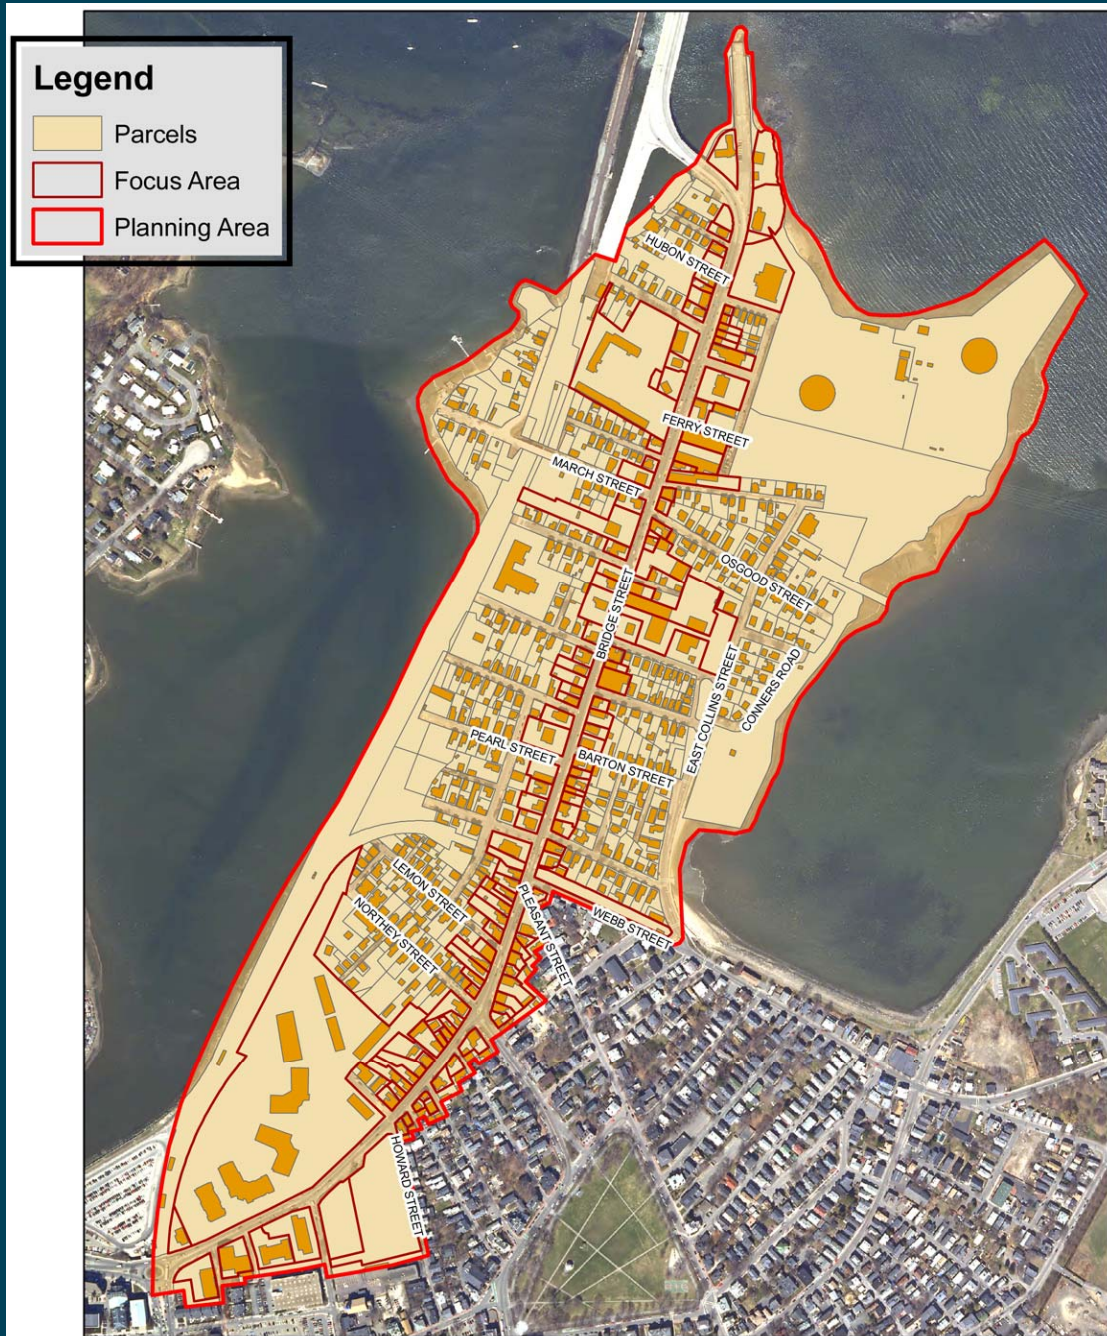 Legend
Parcels
Focus Area
Planning Area
HUBON STREET
FERRY STREET
MARCH STREET
OSGOOD STREET
BRIDGE STREET
CONNERS ROAD
EAST COLLINS STREET
PEARL STREET
BARTON STREET
LEMON STREET
NORTHEY STREET
PLEASANT STREET
WEBB STREET
HOWARD STREET